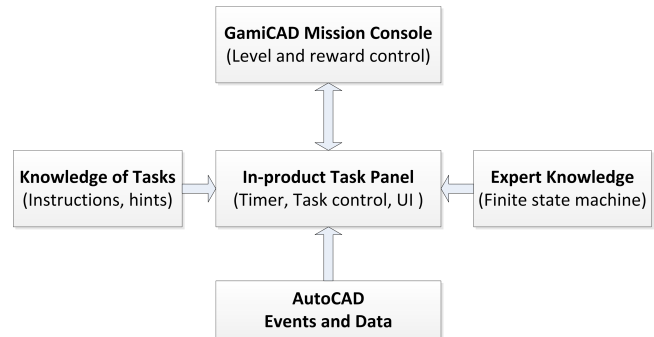 GamiCAD Mission Console
(Level and reward control)
Knowledge of Tasks
(Instructions, hints)
In-product Task Panel
(Timer, Task control, UI )
Expert Knowledge
(Finite state machine)
AutoCAD
Events and Data